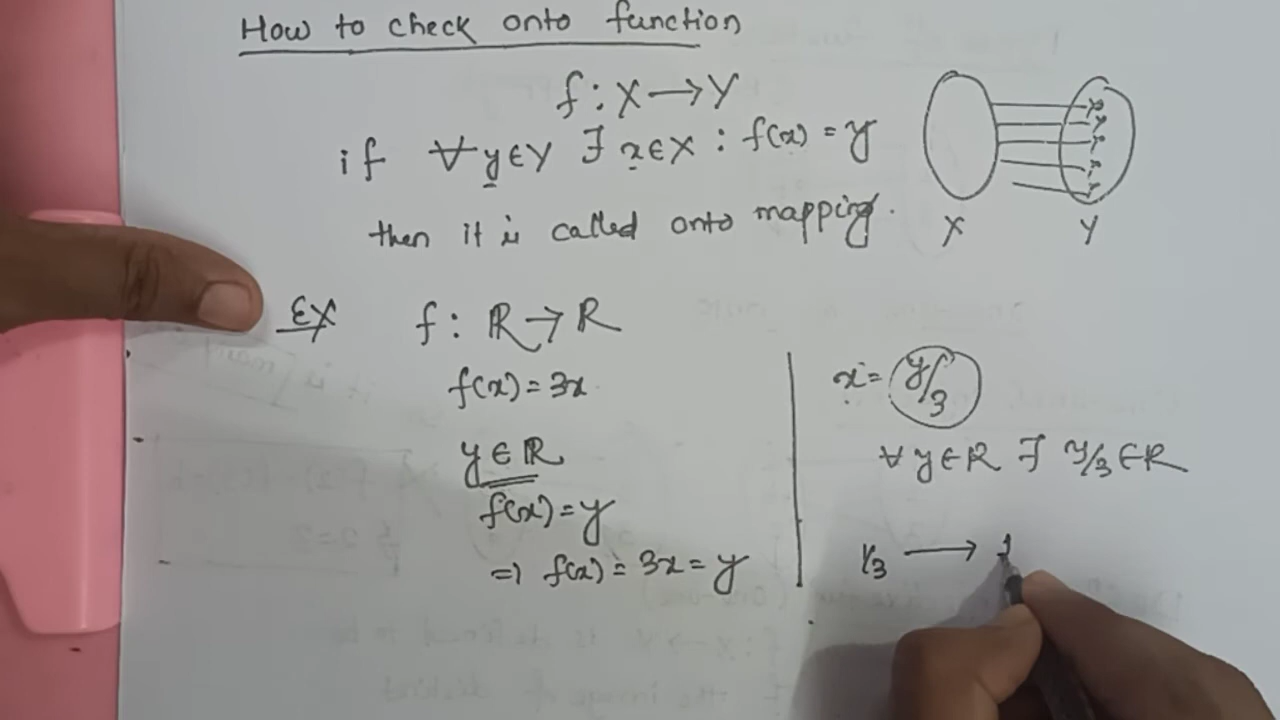 How to check onto function
f : X → Y
if ∀ y ∈ Y ∃ x ∈ X : f(x) = y
then it is called onto mapping.
X Y
Ex f : R → R
f(x) = 3x
y ∈ R
f(x) = y
=> f(x) = 3x = y
x = y/3
∀ y ∈ R ∃ y/3 ∈ R
1/3 → 1